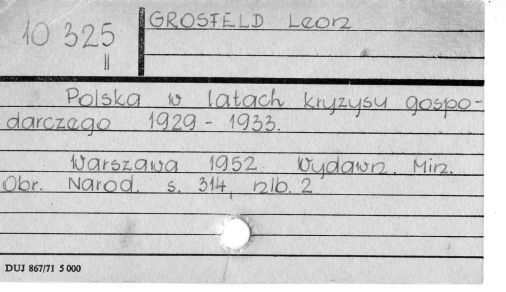 GROSFELD Leon
10 325
II
Polska w latach kryzysu gospo-
darczego 1929 - 1933.
Warszawa 1952 Wydawn. Min.
Obr. Narod. s. 314, nlb. 2
DUJ 867/71 5 000